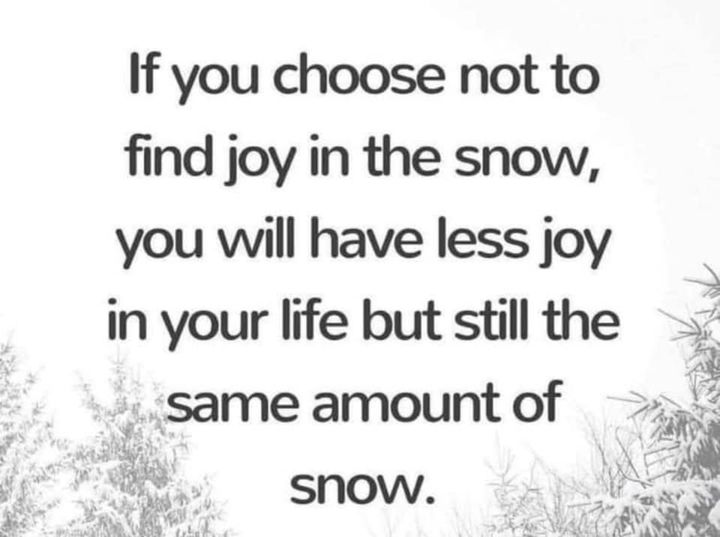 If you choose not to
find joy in the snow,
you will have less joy
in your life but still the
same amount of
snow.